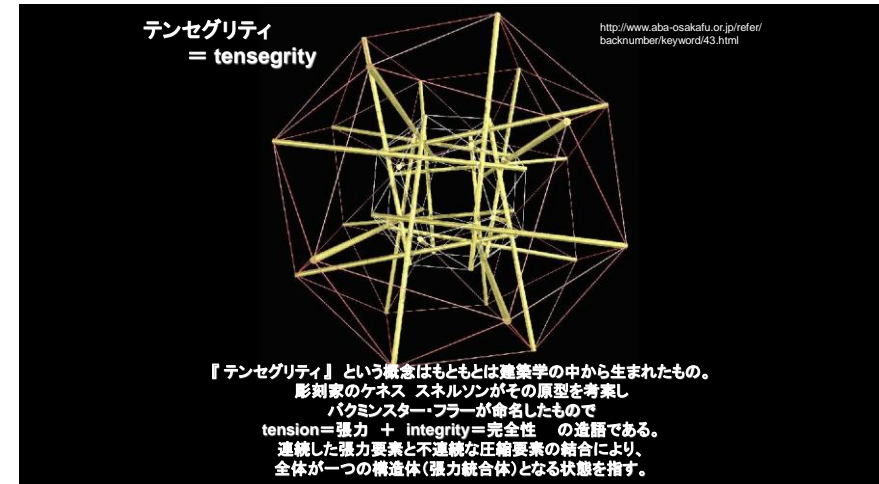 テンセグリティ
＝ tensegrity
http://www.aba-osakafu.or.jp/refer/
backnumber/keyword/43.html
『 テンセグリティ 』 という概念はもともとは建築学の中から生まれたもの。
彫刻家のケネス スネルソンがその原型を考案し
バクミンスター・フラーが命名したもので
tension＝張力 ＋ integrity＝完全性 の造語である。
連続した張力要素と不連続な圧縮要素の結合により、
全体が一つの構造体（張力統合体）となる状態を指す。